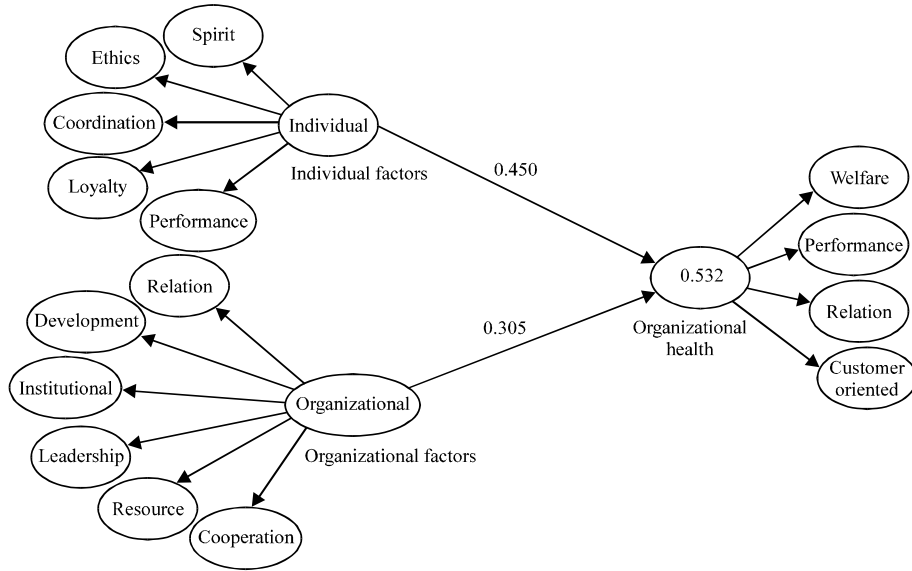 Spirit
Ethics
Coordination
Loyalty
Performance
Individual
Individual factors
0.450
Relation
Development
Institutional
Leadership
Resource
Cooperation
Organizational
Organizational factors
0.305
0.532
Organizational
health
Welfare
Performance
Relation
Customer
oriented